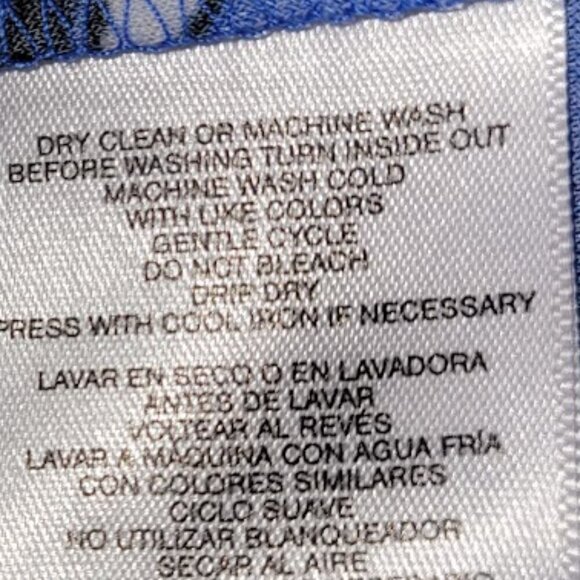 DRY CLEAN OR MACHINE WASH
BEFORE WASHING TURN INSIDE OUT
MACHINE WASH COLD
WITH LIKE COLORS
GENTLE CYCLE
DO NOT BLEACH
DRIP DRY
PRESS WITH COOL IRON IF NECESSARY
LAVAR EN SECO O EN LAVADORA
ANTES DE LAVAR
VOLTEAR AL REVÉS
LAVAR A MAQUINA CON AGUA FRÍA
CON COLORES SIMILARES
CICLO SUAVE
NO UTILIZAR BLANQUEADOR
SECAR AL AIRE